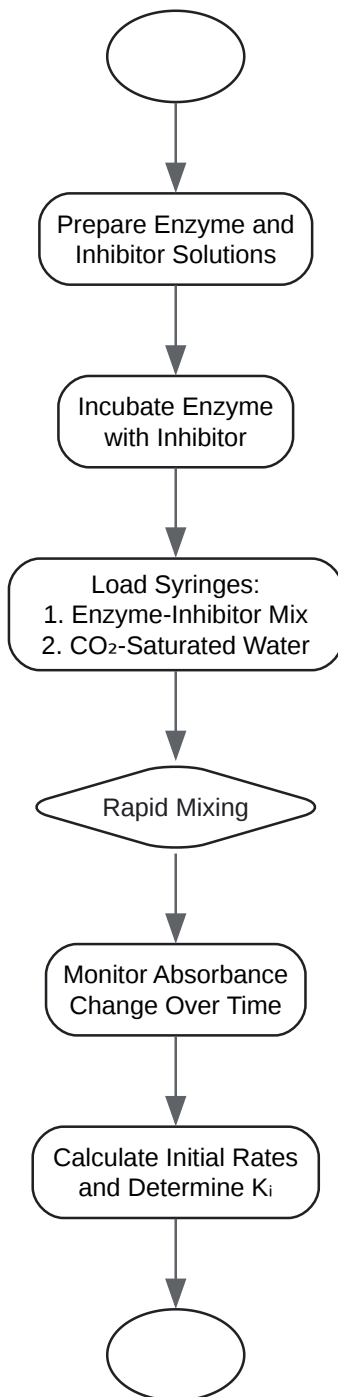 Prepare Enzyme and
Inhibitor Solutions
Incubate Enzyme
with Inhibitor
Load Syringes:
1. Enzyme-Inhibitor Mix
2. CO₂-Saturated Water
Rapid Mixing
Monitor Absorbance
Change Over Time
Calculate Initial Rates
and Determine Kᵢ